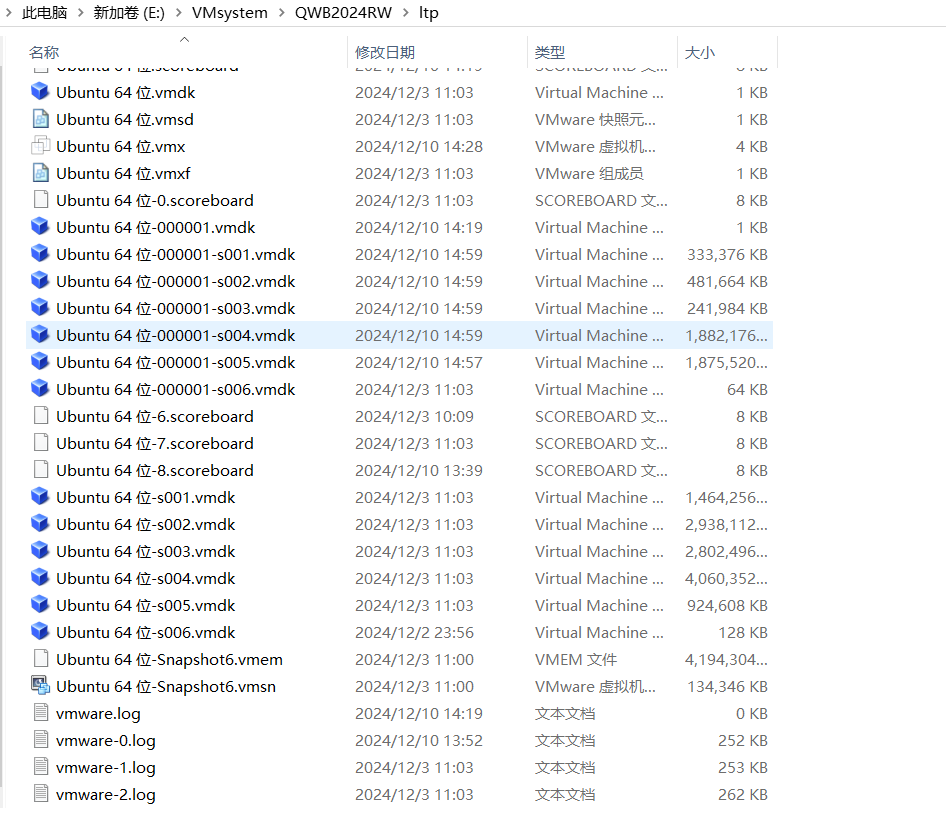 此电脑 > 新加卷 (E:) > VMsystem > QWB2024RW > ltp
名称 修改日期 类型 大小
Ubuntu 64 位.scoreboard 2024/12/10 14:19 SCOREBOARD 文... 8 KB
Ubuntu 64 位.vmdk 2024/12/3 11:03 Virtual Machine ... 1 KB
Ubuntu 64 位.vmsd 2024/12/3 11:03 VMware 快照元... 1 KB
Ubuntu 64 位.vmx 2024/12/10 14:28 VMware 虚拟机... 4 KB
Ubuntu 64 位.vmxf 2024/12/3 11:03 VMware 组成员 1 KB
Ubuntu 64 位-0.scoreboard 2024/12/3 11:03 SCOREBOARD 文... 8 KB
Ubuntu 64 位-000001.vmdk 2024/12/10 14:19 Virtual Machine ... 1 KB
Ubuntu 64 位-000001-s001.vmdk 2024/12/10 14:59 Virtual Machine ... 333,376 KB
Ubuntu 64 位-000001-s002.vmdk 2024/12/10 14:59 Virtual Machine ... 481,664 KB
Ubuntu 64 位-000001-s003.vmdk 2024/12/10 14:59 Virtual Machine ... 241,984 KB
Ubuntu 64 位-000001-s004.vmdk 2024/12/10 14:59 Virtual Machine ... 1,882,176...
Ubuntu 64 位-000001-s005.vmdk 2024/12/10 14:57 Virtual Machine ... 1,875,520...
Ubuntu 64 位-000001-s006.vmdk 2024/12/3 11:03 Virtual Machine ... 64 KB
Ubuntu 64 位-6.scoreboard 2024/12/3 10:09 SCOREBOARD 文... 8 KB
Ubuntu 64 位-7.scoreboard 2024/12/3 11:03 SCOREBOARD 文... 8 KB
Ubuntu 64 位-8.scoreboard 2024/12/10 13:39 SCOREBOARD 文... 8 KB
Ubuntu 64 位-s001.vmdk 2024/12/3 11:03 Virtual Machine ... 1,464,256...
Ubuntu 64 位-s002.vmdk 2024/12/3 11:03 Virtual Machine ... 2,938,112...
Ubuntu 64 位-s003.vmdk 2024/12/3 11:03 Virtual Machine ... 2,802,496...
Ubuntu 64 位-s004.vmdk 2024/12/3 11:03 Virtual Machine ... 4,060,352...
Ubuntu 64 位-s005.vmdk 2024/12/3 11:03 Virtual Machine ... 924,608 KB
Ubuntu 64 位-s006.vmdk 2024/12/2 23:56 Virtual Machine ... 128 KB
Ubuntu 64 位-Snapshot6.vmem 2024/12/3 11:00 VMEM 文件 4,194,304...
Ubuntu 64 位-Snapshot6.vmsn 2024/12/3 11:00 VMware 虚拟机... 134,346 KB
vmware.log 2024/12/10 14:19 文本文档 0 KB
vmware-0.log 2024/12/10 13:52 文本文档 252 KB
vmware-1.log 2024/12/3 11:03 文本文档 253 KB
vmware-2.log 2024/12/3 11:03 文本文档 262 KB